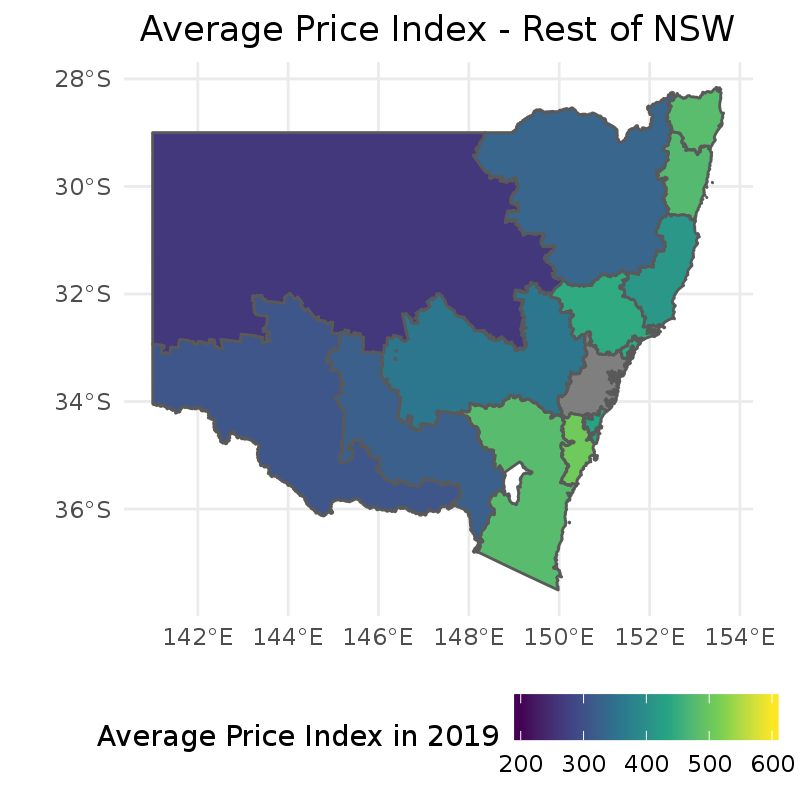 Average Price Index - Rest of NSW
28°S
30°S
32°S
34°S
36°S
142°E 144°E 146°E 148°E 150°E 152°E 154°E
Average Price Index in 2019
200 300 400 500 600